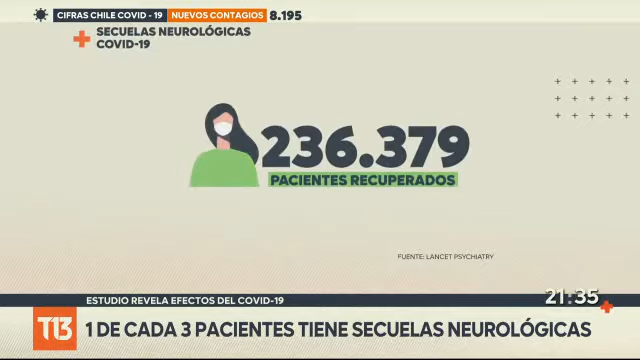 CIFRAS CHILE COVID - 19 NUEVOS CONTAGIOS 8.195
SECUELAS NEUROLÓGICAS
COVID-19
236.379
PACIENTES RECUPERADOS
FUENTE: LANCET PSYCHIATRY
ESTUDIO REVELA EFECTOS DEL COVID-19
21:35
T13
1 DE CADA 3 PACIENTES TIENE SECUELAS NEUROLÓGICAS